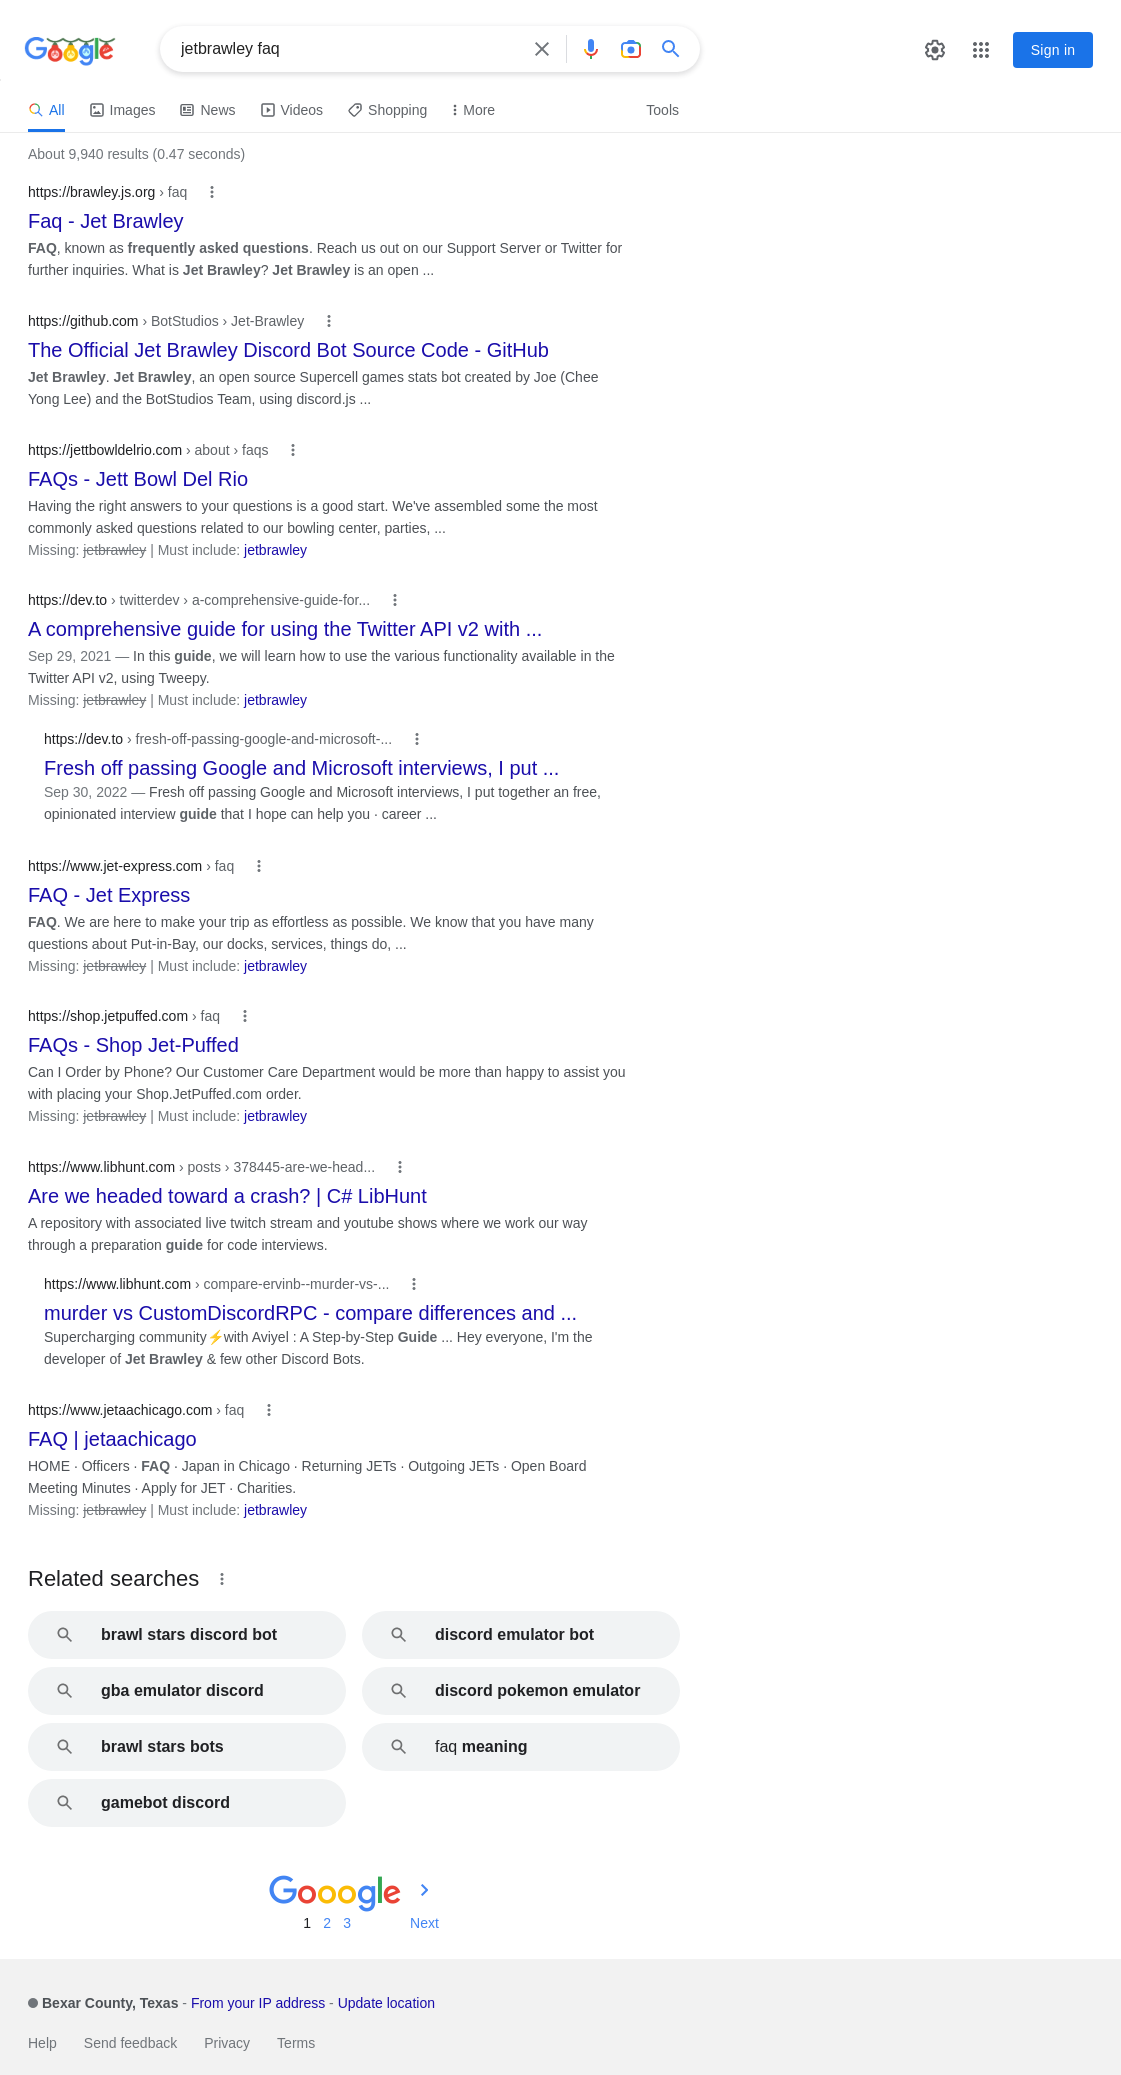 Google
jetbrawley faq
Sign in
All Images News Videos Shopping More Tools
About 9,940 results (0.47 seconds)
https://brawley.js.org › faq
Faq - Jet Brawley
FAQ, known as frequently asked questions. Reach us out on our Support Server or Twitter for
further inquiries. What is Jet Brawley? Jet Brawley is an open ...
https://github.com › BotStudios › Jet-Brawley
The Official Jet Brawley Discord Bot Source Code - GitHub
Jet Brawley. Jet Brawley, an open source Supercell games stats bot created by Joe (Chee
Yong Lee) and the BotStudios Team, using discord.js ...
https://jettbowldelrio.com › about › faqs
FAQs - Jett Bowl Del Rio
Having the right answers to your questions is a good start. We've assembled some the most
commonly asked questions related to our bowling center, parties, ...
Missing: jetbrawley | Must include: jetbrawley
https://dev.to › twitterdev › a-comprehensive-guide-for...
A comprehensive guide for using the Twitter API v2 with ...
Sep 29, 2021 — In this guide, we will learn how to use the various functionality available in the
Twitter API v2, using Tweepy.
Missing: jetbrawley | Must include: jetbrawley
https://dev.to › fresh-off-passing-google-and-microsoft-...
Fresh off passing Google and Microsoft interviews, I put ...
Sep 30, 2022 — Fresh off passing Google and Microsoft interviews, I put together an free,
opinionated interview guide that I hope can help you · career ...
https://www.jet-express.com › faq
FAQ - Jet Express
FAQ. We are here to make your trip as effortless as possible. We know that you have many
questions about Put-in-Bay, our docks, services, things do, ...
Missing: jetbrawley | Must include: jetbrawley
https://shop.jetpuffed.com › faq
FAQs - Shop Jet-Puffed
Can I Order by Phone? Our Customer Care Department would be more than happy to assist you
with placing your Shop.JetPuffed.com order.
Missing: jetbrawley | Must include: jetbrawley
https://www.libhunt.com › posts › 378445-are-we-head...
Are we headed toward a crash? | C# LibHunt
A repository with associated live twitch stream and youtube shows where we work our way
through a preparation guide for code interviews.
https://www.libhunt.com › compare-ervinb--murder-vs-...
murder vs CustomDiscordRPC - compare differences and ...
Supercharging community⚡with Aviyel : A Step-by-Step Guide ... Hey everyone, I'm the
developer of Jet Brawley & few other Discord Bots.
https://www.jetaachicago.com › faq
FAQ | jetaachicago
HOME · Officers · FAQ · Japan in Chicago · Returning JETs · Outgoing JETs · Open Board
Meeting Minutes · Apply for JET · Charities.
Missing: jetbrawley | Must include: jetbrawley
Related searches
brawl stars discord bot
discord emulator bot
gba emulator discord
discord pokemon emulator
brawl stars bots
faq meaning
gamebot discord
Gooogle
1 2 3 Next
Bexar County, Texas - From your IP address - Update location
Help Send feedback Privacy Terms